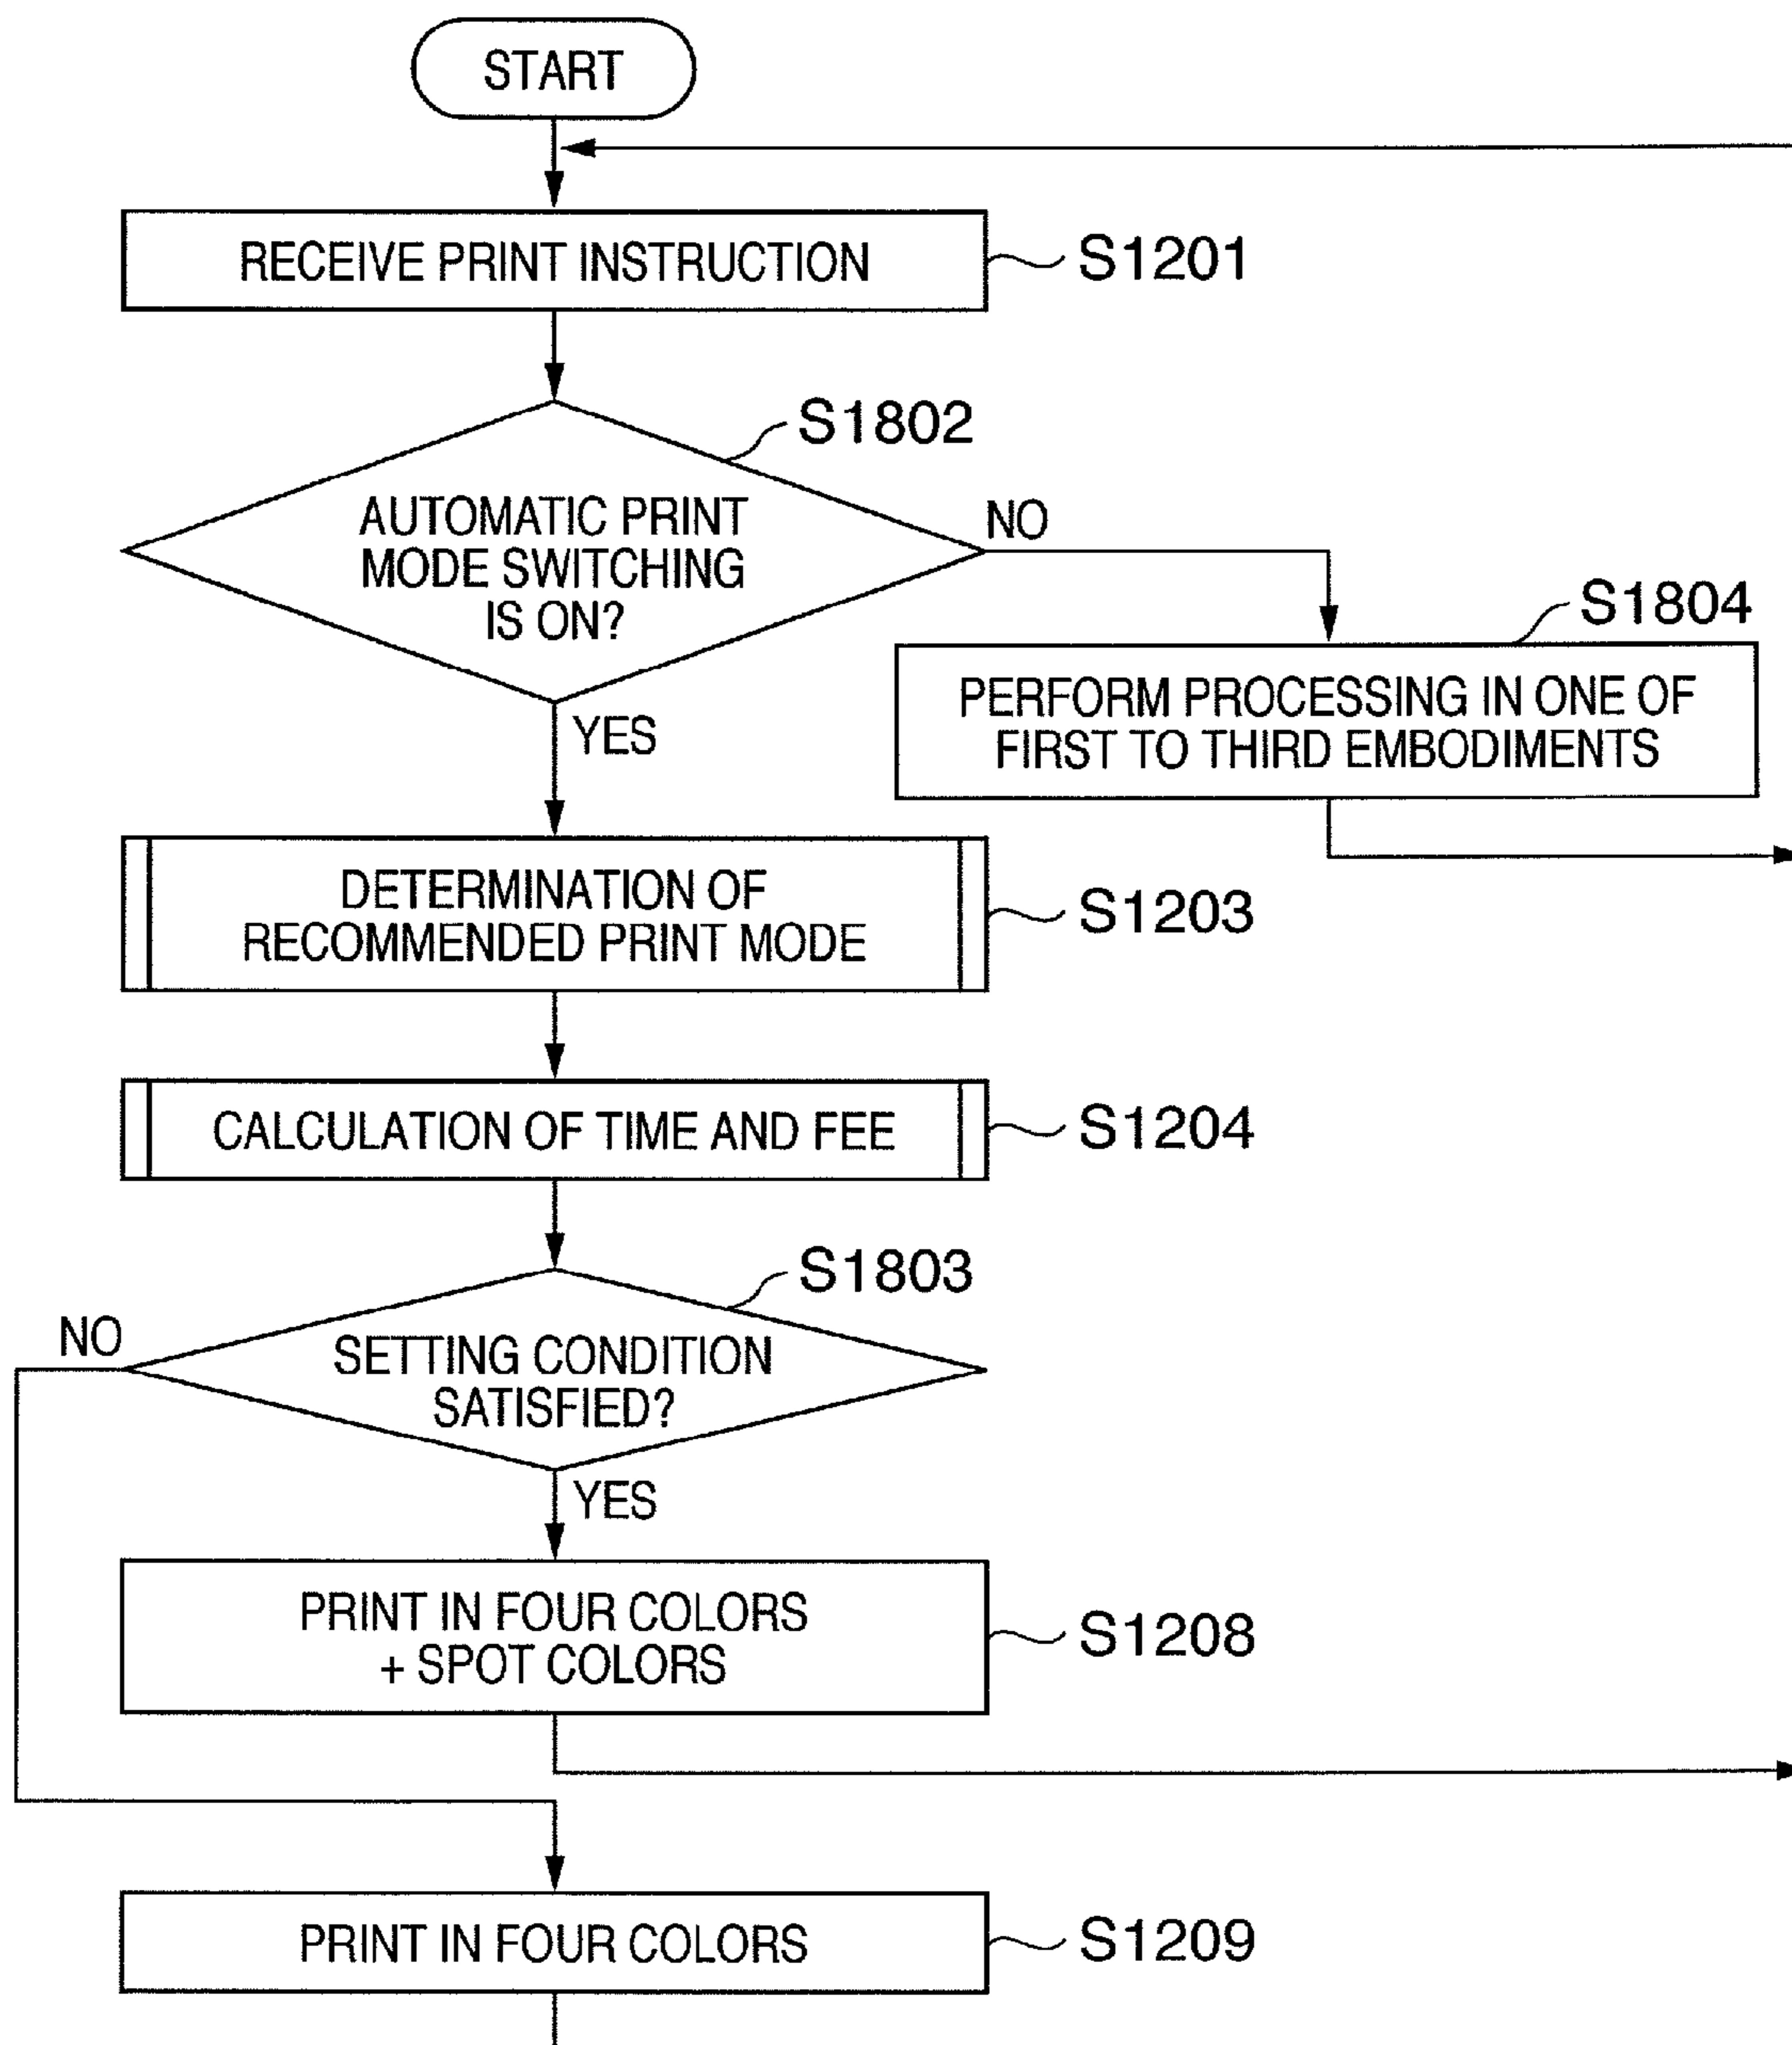 START
RECEIVE PRINT INSTRUCTION
S1201
S1802
AUTOMATIC PRINT
MODE SWITCHING
IS ON?
NO
YES
S1804
PERFORM PROCESSING IN ONE OF
FIRST TO THIRD EMBODIMENTS
DETERMINATION OF
RECOMMENDED PRINT MODE
S1203
CALCULATION OF TIME AND FEE
S1204
S1803
NO
SETTING CONDITION
SATISFIED?
YES
PRINT IN FOUR COLORS
+ SPOT COLORS
S1208
PRINT IN FOUR COLORS
S1209